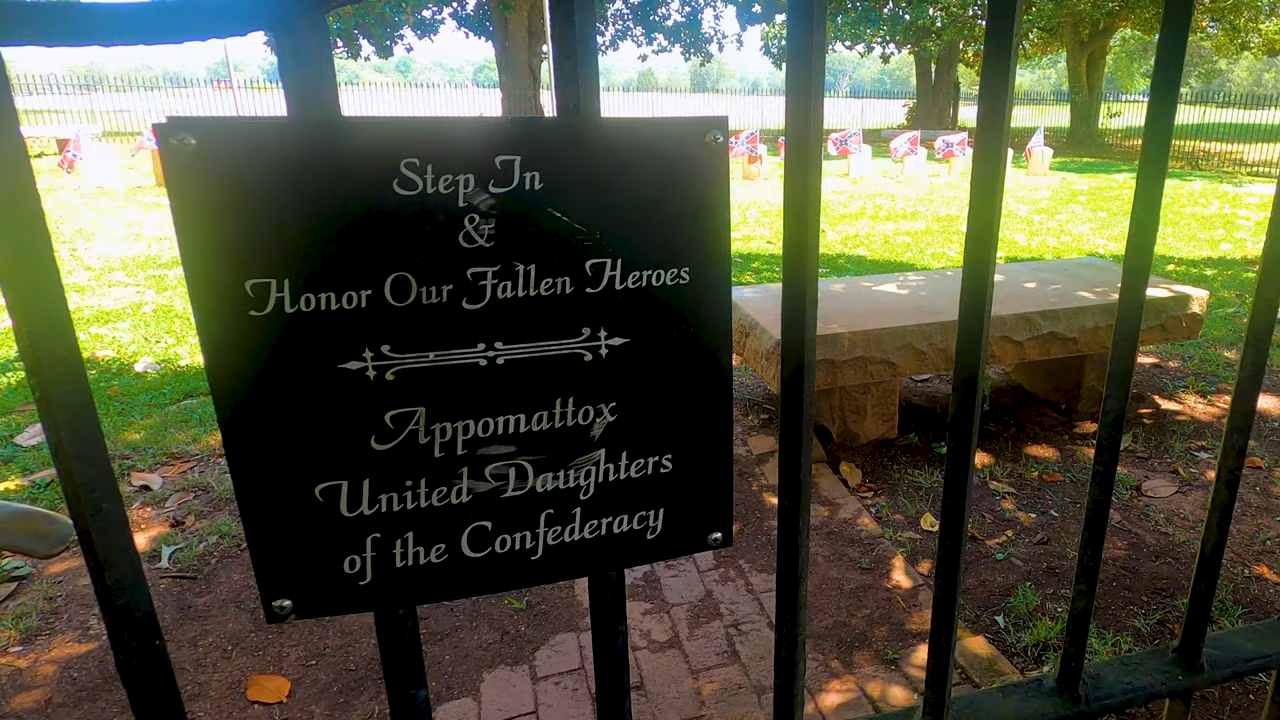 Step In
&
Honor Our Fallen Heroes
Appomattox
United Daughters
of the Confederacy